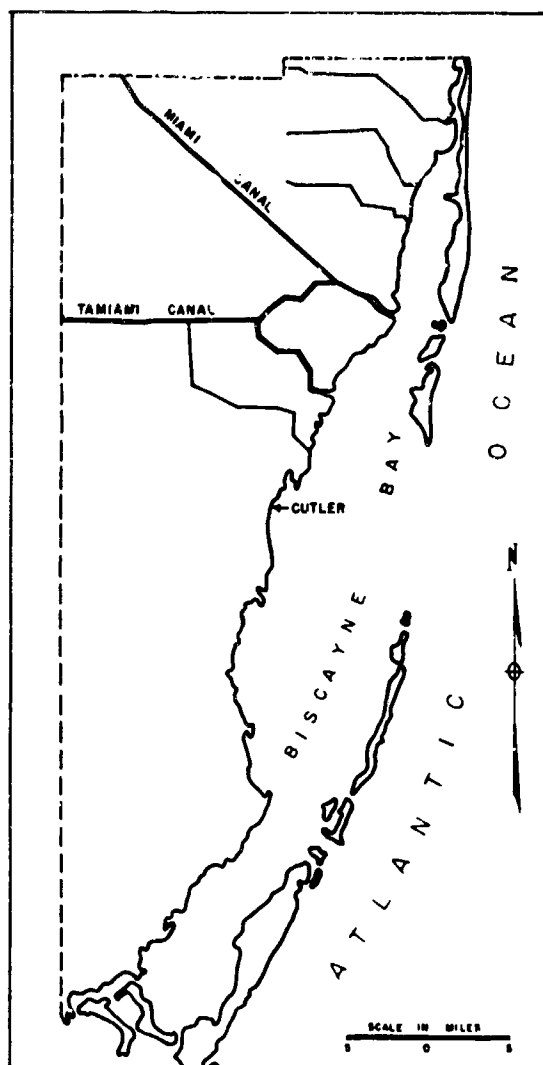 MIAMI
CANAL
TAMIAMI CANAL
OCEAN
BAY
CUTLER
N
BISCAYNE
ATLANTIC
SCALE IN MILES
5 0 5